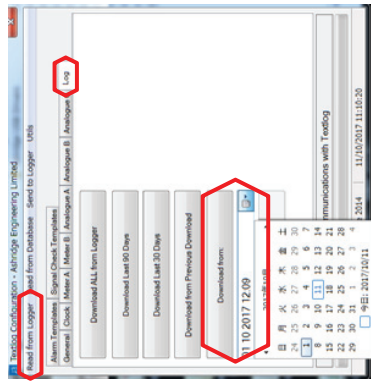 Textlog Configuration - Ashridge Engineering Limited
Read from Logger Read from Database Send to Logger Utils
Alarm Templates Signal Check Templates
General Clock Meter A Meter B Analogue A Analogue B Analogue Log
Download ALL from Logger
Download Last 90 Days
Download Last 30 Days
Download from Previous Download
Download from:
01 10 2017 12:09
2017年10月
日 月 火 水 木 金 土
24 25 26 27 28 29 30
1 2 3 4 5 6 7
8 9 10 11 12 13 14
15 16 17 18 19 20 21
22 23 24 25 26 27 28
29 30 31 1 2 3 4
今日: 2017/10/11
mmunications with Textlog
2014 11/10/2017 11:10:20